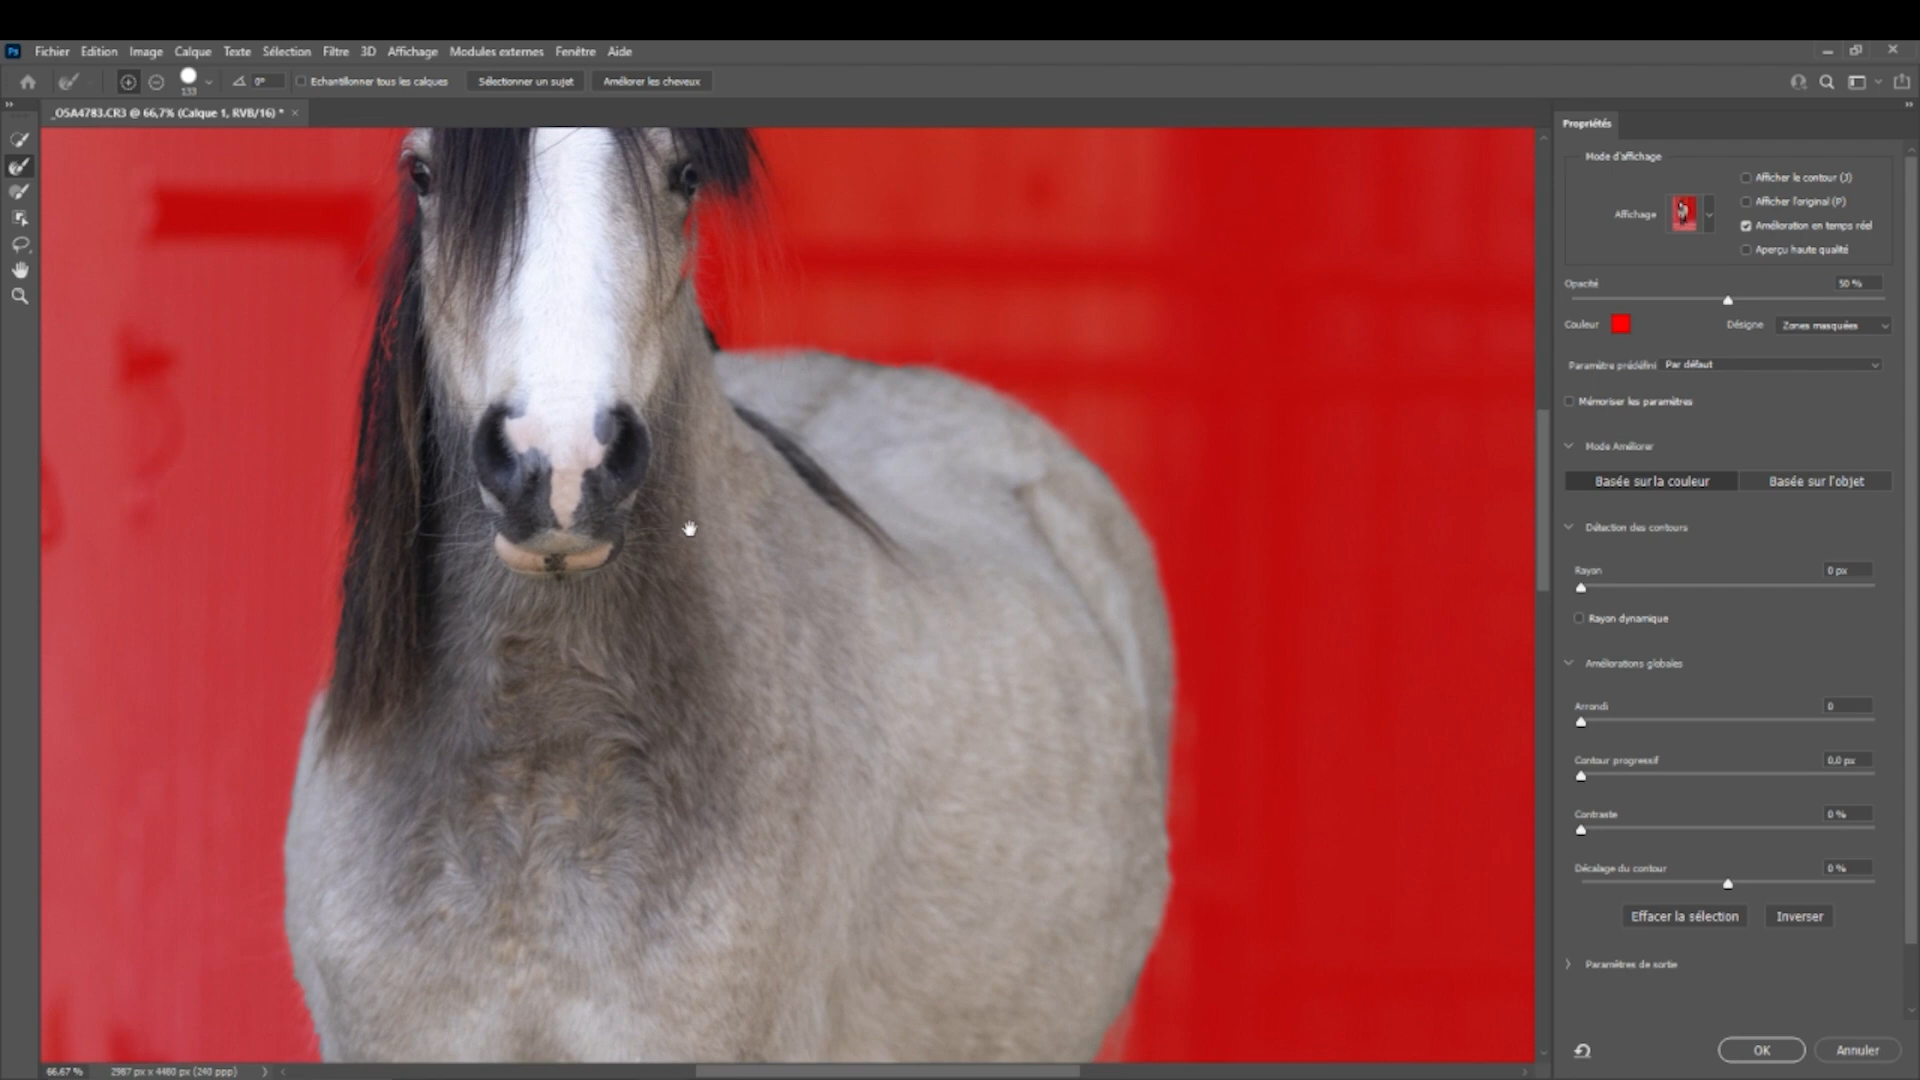 Ps Fichier Edition Image Calque Texte Sélection Filtre 3D Affichage Modules externes Fenêtre Aide
133 0° Echantillonner tous les calques Sélectionner un sujet Améliorer les cheveux
_O5A4783.CR3 @ 66,7% (Calque 1, RVB/16) *
Propriétés
Mode d'affichage
Afficher le contour (J)
Afficher l'original (P)
Affichage
Amélioration en temps réel
Aperçu haute qualité
Opacité 50 %
Couleur Désigne Zones masquées
Paramètre prédéfini Par défaut
Mémoriser les paramètres
Mode Améliorer
Basée sur la couleur Basée sur l'objet
Détection des contours
Rayon 0 px
Rayon dynamique
Améliorations globales
Arrondi 0
Contour progressif 0,0 px
Contraste 0 %
Décalage du contour 0 %
Effacer la sélection Inverser
Paramètres de sortie
OK Annuler
66.67 % 2987 px x 4480 px (240 ppp)